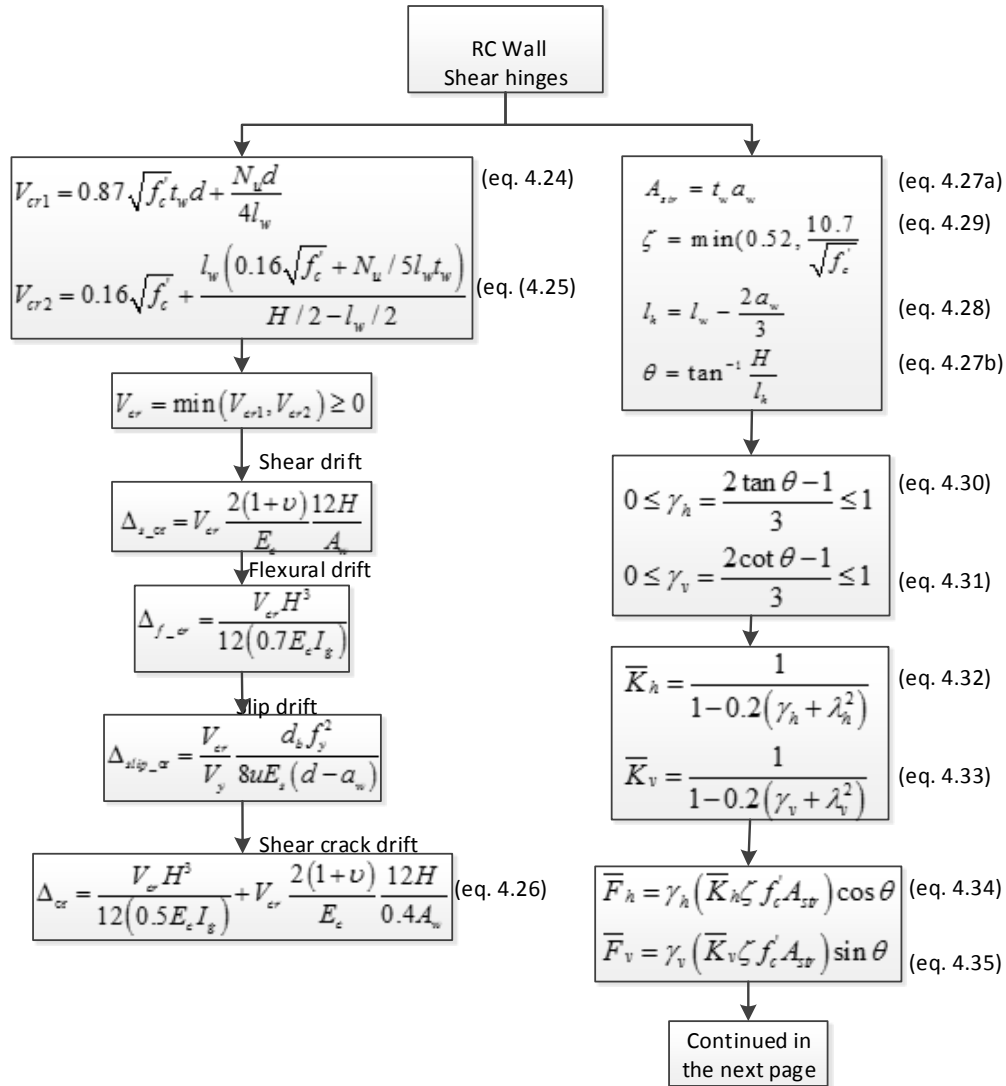 RC Wall
Shear hinges
V_cr1 = 0.87√f'_c t_w d + N_u d / 4l_w (eq. 4.24)
V_cr2 = 0.16√f'_c + l_w(0.16√f'_c + N_u / 5l_w t_w) / H / 2 − l_w / 2 (eq. (4.25)
V_cr = min(V_cr1, V_cr2) ≥ 0
Shear drift
Δ_s_cr = V_cr 2(1+υ) / E_c 12H / A_w
Flexural drift
Δ_f_cr = V_cr H³ / 12(0.7E_c I_g)
Slip drift
Δ_slip_cr = V_cr / V_y d_b f_y² / 8uE_s(d − a_w)
Shear crack drift
Δ_cr = V_cr H³ / 12(0.5E_c I_g) + V_cr 2(1+υ) / E_c 12H / 0.4A_w (eq. 4.26)
A_str = t_w a_w (eq. 4.27a)
ζ = min(0.52, 10.7 / √f'_c (eq. 4.29)
l_h = l_w − 2a_w / 3 (eq. 4.28)
θ = tan⁻¹ H / l_h (eq. 4.27b)
0 ≤ γ_h = 2 tan θ − 1 / 3 ≤ 1 (eq. 4.30)
0 ≤ γ_v = 2 cot θ − 1 / 3 ≤ 1 (eq. 4.31)
K̅_h = 1 / 1 − 0.2(γ_h + λ_h²) (eq. 4.32)
K̅_v = 1 / 1 − 0.2(γ_v + λ_v²) (eq. 4.33)
F̅_h = γ_h(K̅_h ζ f'_c A_str) cos θ (eq. 4.34)
F̅_v = γ_v(K̅_v ζ f'_c A_str) sin θ (eq. 4.35)
Continued in
the next page